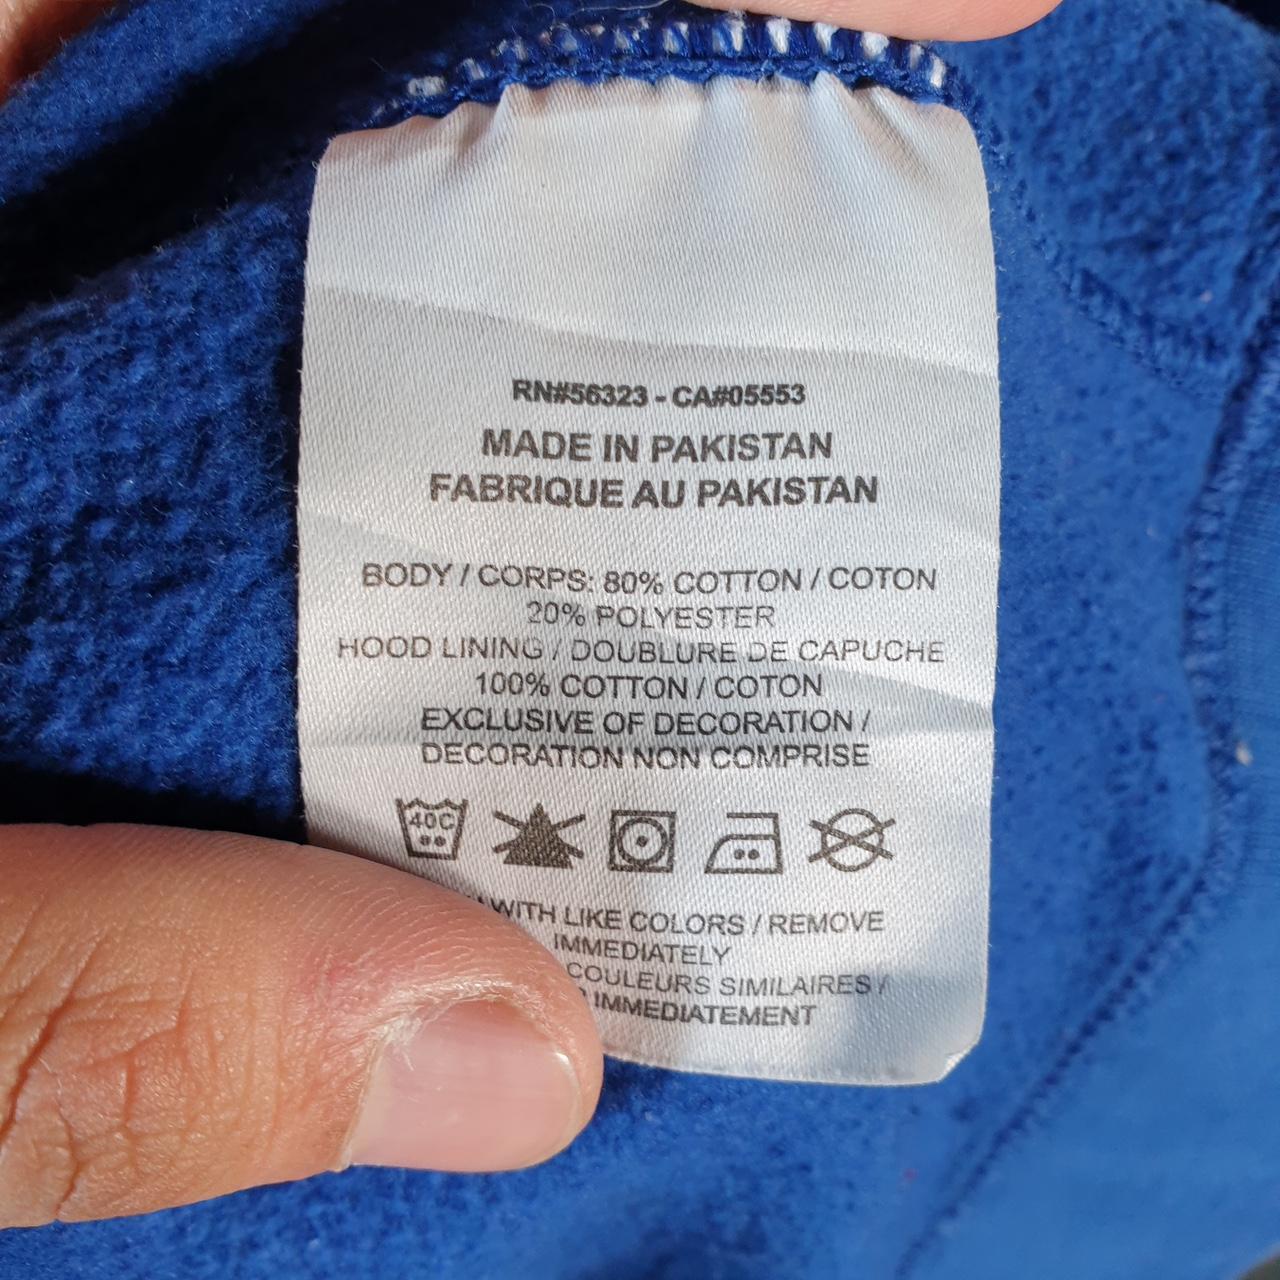 RN#56323 - CA#05553
MADE IN PAKISTAN
FABRIQUE AU PAKISTAN
BODY / CORPS: 80% COTTON / COTON
20% POLYESTER
HOOD LINING / DOUBLURE DE CAPUCHE
100% COTTON / COTON
EXCLUSIVE OF DECORATION /
DECORATION NON COMPRISE
40C
WITH LIKE COLORS / REMOVE
IMMEDIATELY
COULEURS SIMILAIRES /
IMMEDIATEMENT